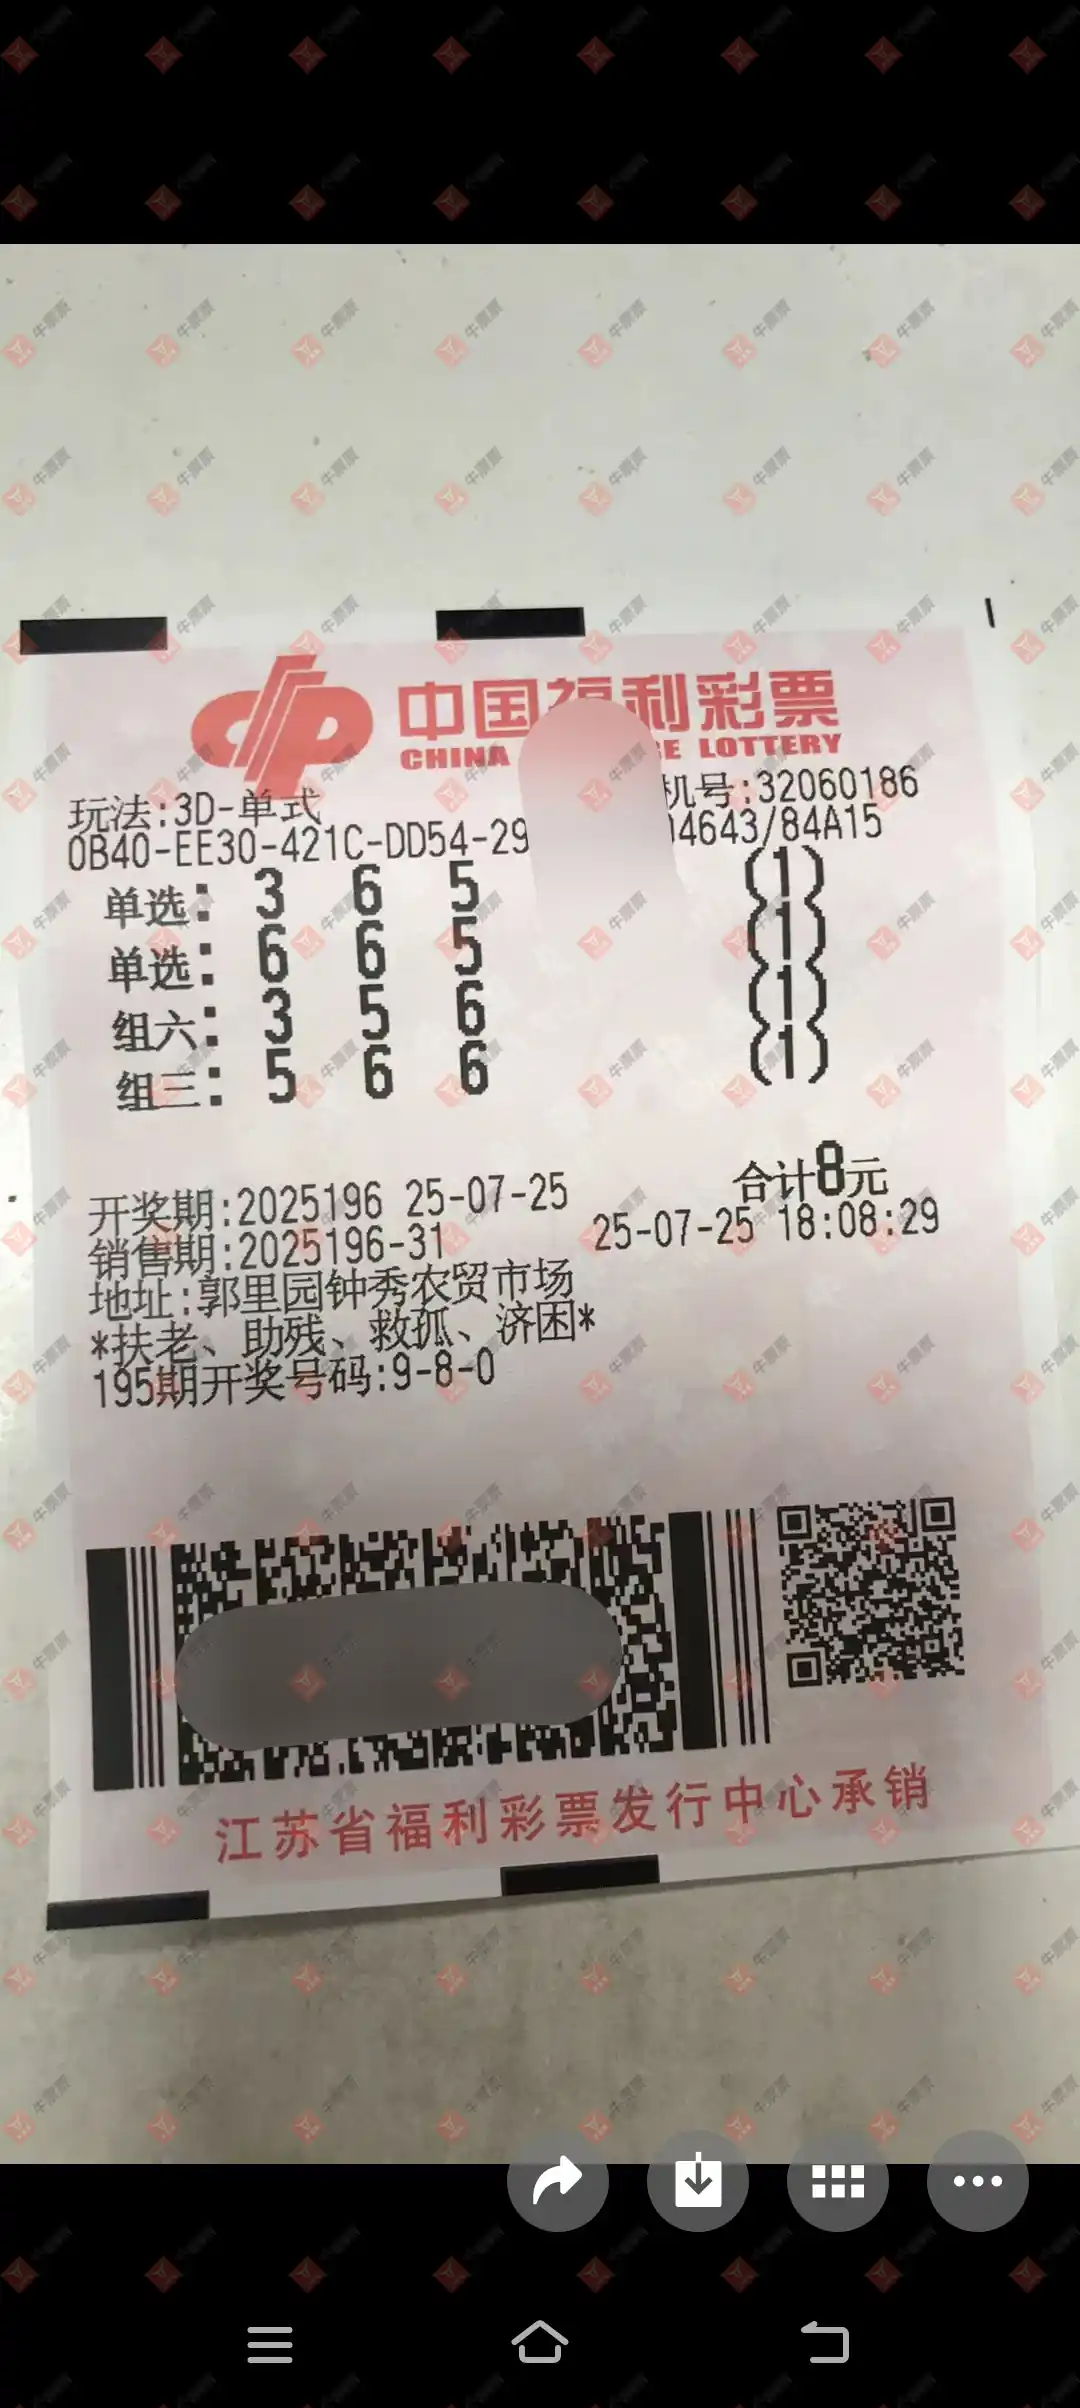 中国福利彩票
CHINA E LOTTERY
玩法:3D-单式
机号:32060186
0B40-EE30-421C-DD54-29 04643/84A15
单选: 3 6 5 (1)
单选: 6 6 5 (1)
组六: 3 5 6 (1)
组三: 5 6 6 (1)
合计8元
开奖期:2025196 25-07-25
销售期:2025196-31 25-07-25 18:08:29
地址:郭里园钟秀农贸市场
*扶老、助残、救孤、济困*
195期开奖号码:9-8-0
江苏省福利彩票发行中心承销
牛票票